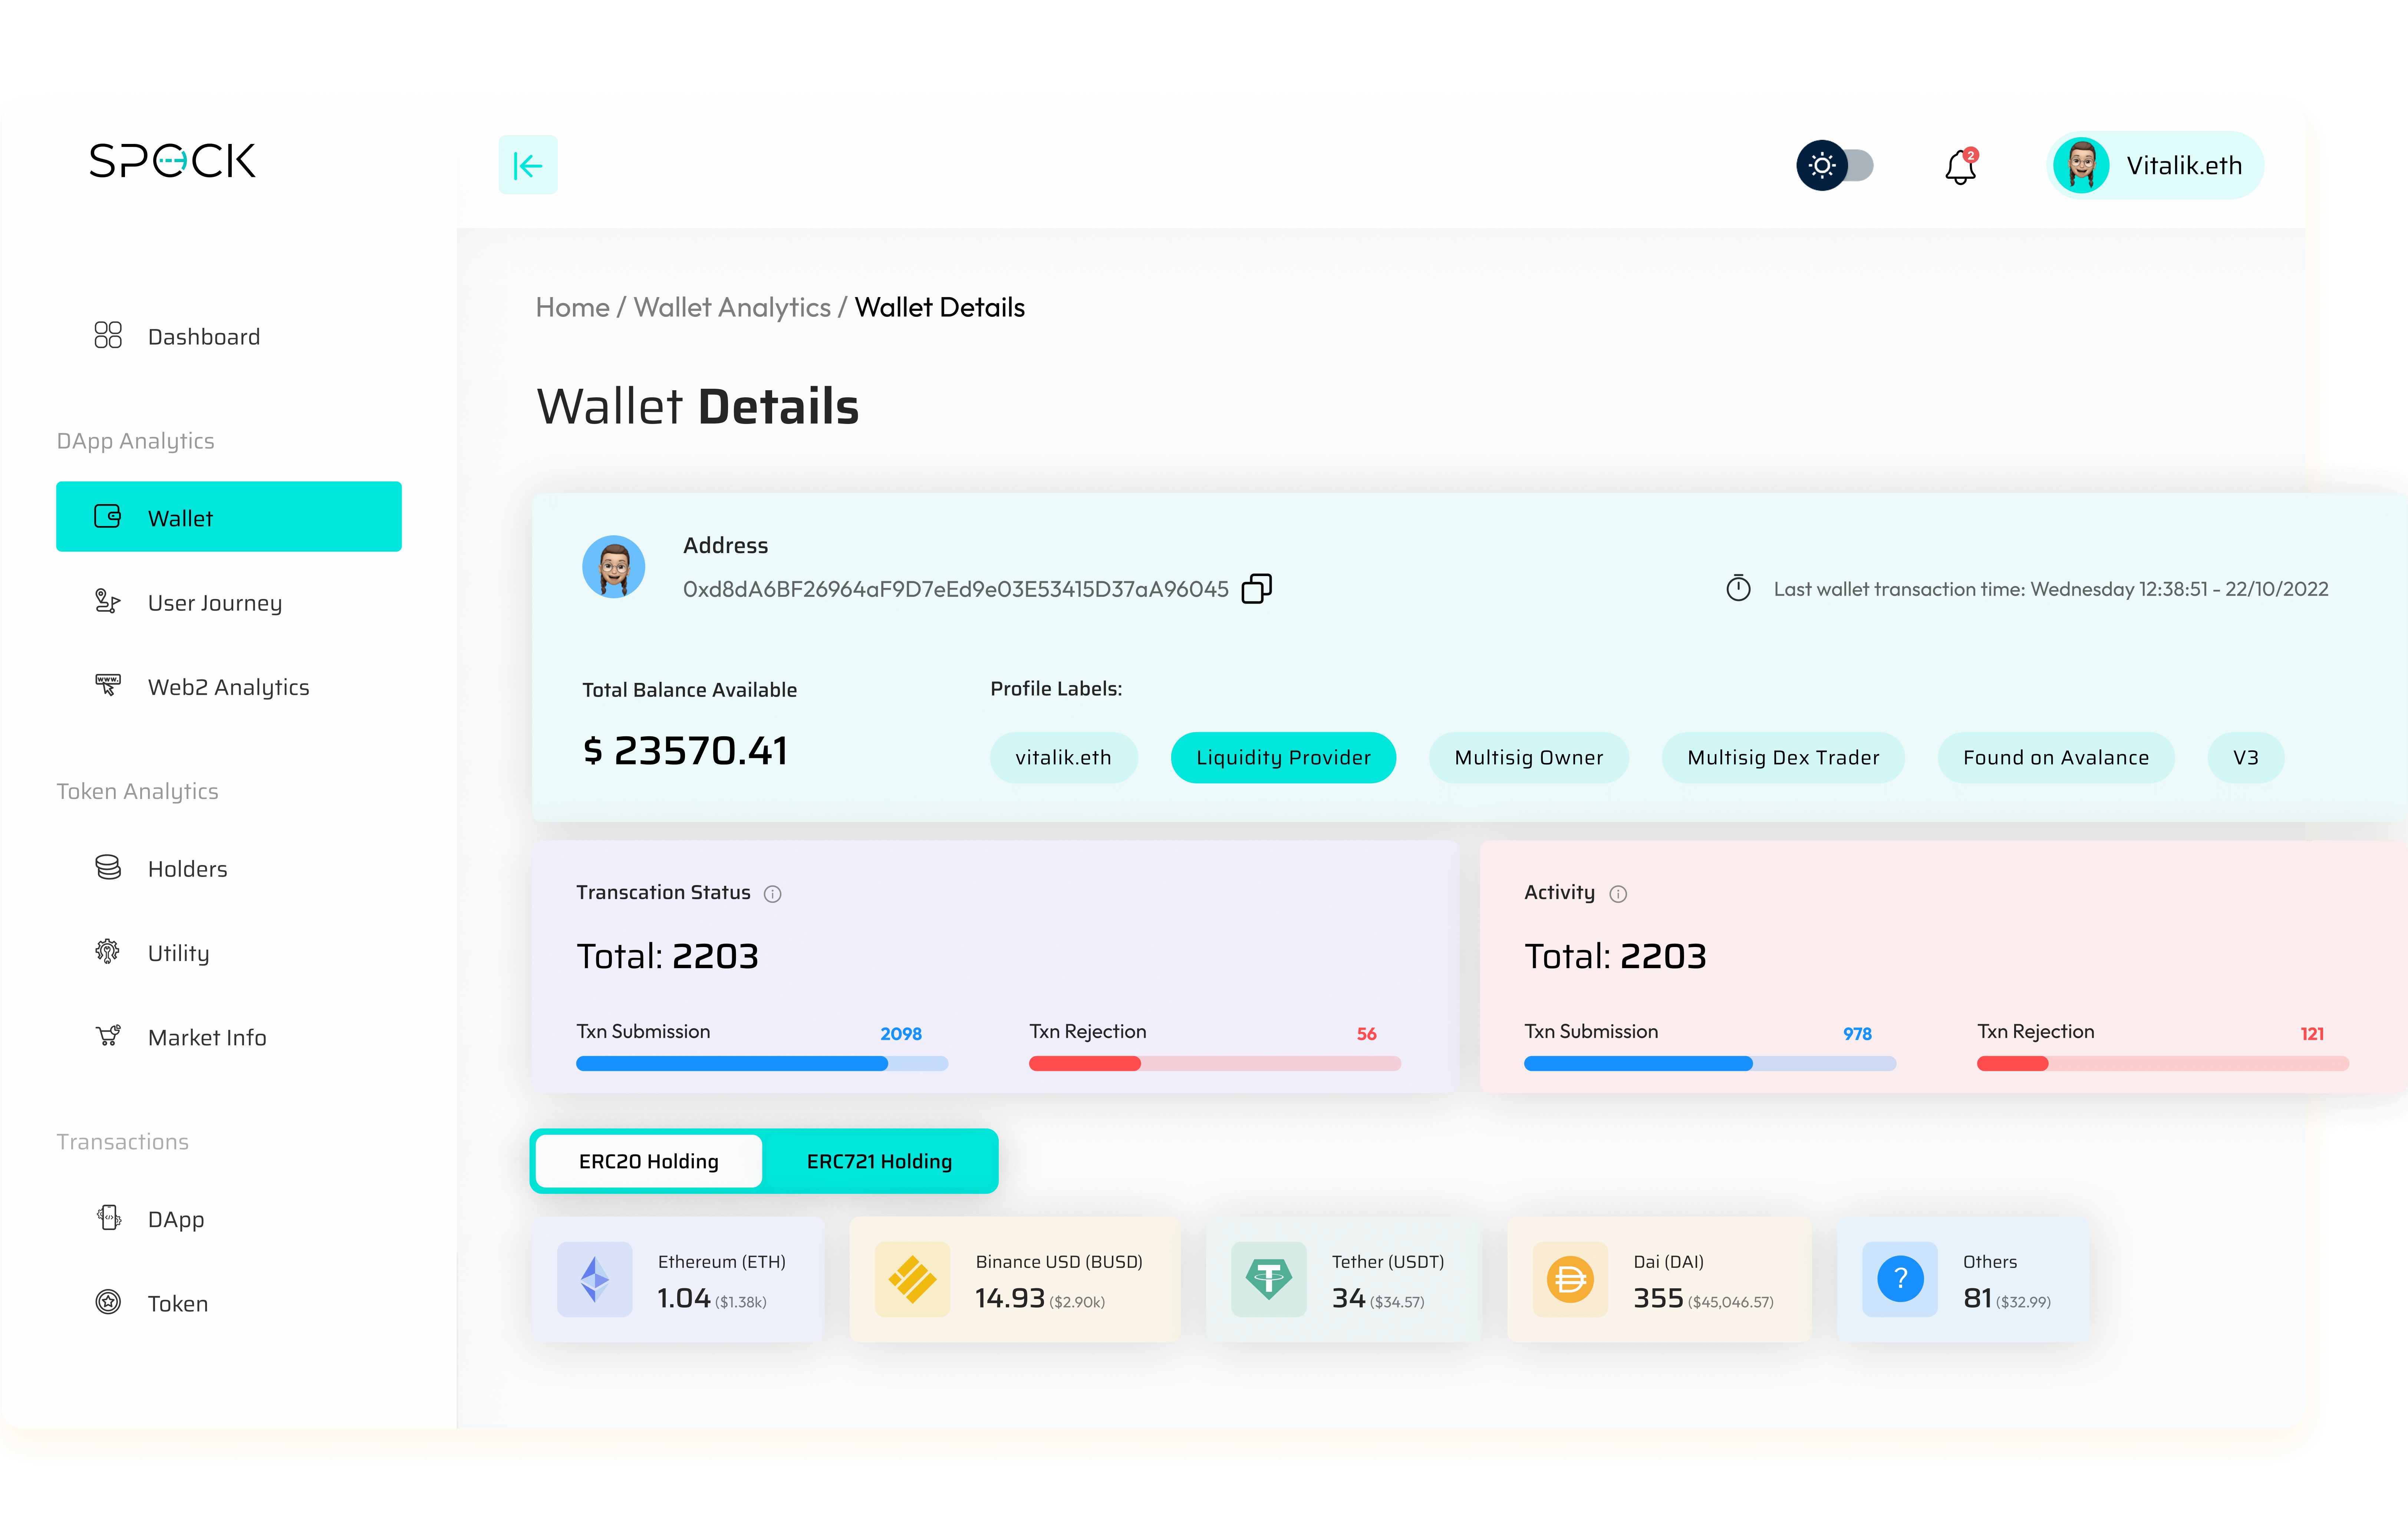 SPOCK
2
Vitalik.eth
Home / Wallet Analytics / Wallet Details
Dashboard
Wallet Details
DApp Analytics
Wallet
User Journey
www.
Web2 Analytics
Token Analytics
Holders
Utility
Market Info
Transactions
DApp
Token
Address
0xd8dA6BF26964aF9D7eEd9e03E53415D37aA96045
Last wallet transaction time: Wednesday 12:38:51 - 22/10/2022
Total Balance Available
$ 23570.41
Profile Labels:
vitalik.eth
Liquidity Provider
Multisig Owner
Multisig Dex Trader
Found on Avalance
V3
Transcation Status
Total: 2203
Txn Submission 2098
Txn Rejection 56
Activity
Total: 2203
Txn Submission 978
Txn Rejection 121
ERC20 Holding
ERC721 Holding
Ethereum (ETH)
1.04 ($1.38k)
Binance USD (BUSD)
14.93 ($2.90k)
Tether (USDT)
34 ($34.57)
Dai (DAI)
355 ($45,046.57)
?
Others
81 ($32.99)